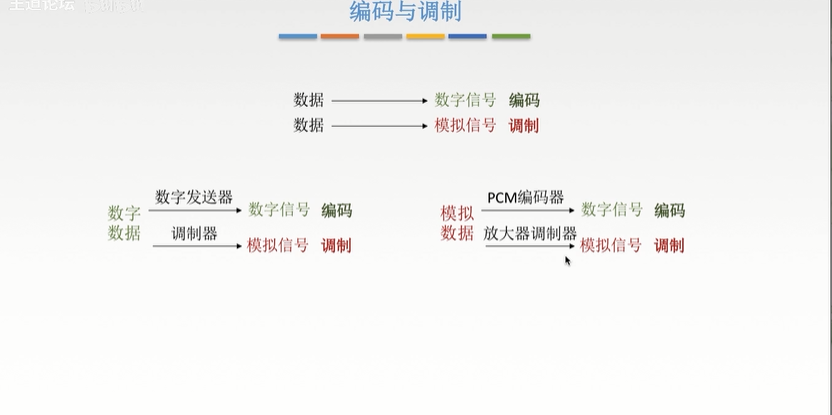 王道论坛
编码与调制
数据 数字信号 编码
数据 模拟信号 调制
数字发送器
数字 数字信号 编码
数据 调制器
模拟信号 调制
PCM编码器
模拟 数字信号 编码
数据 放大器调制器
模拟信号 调制